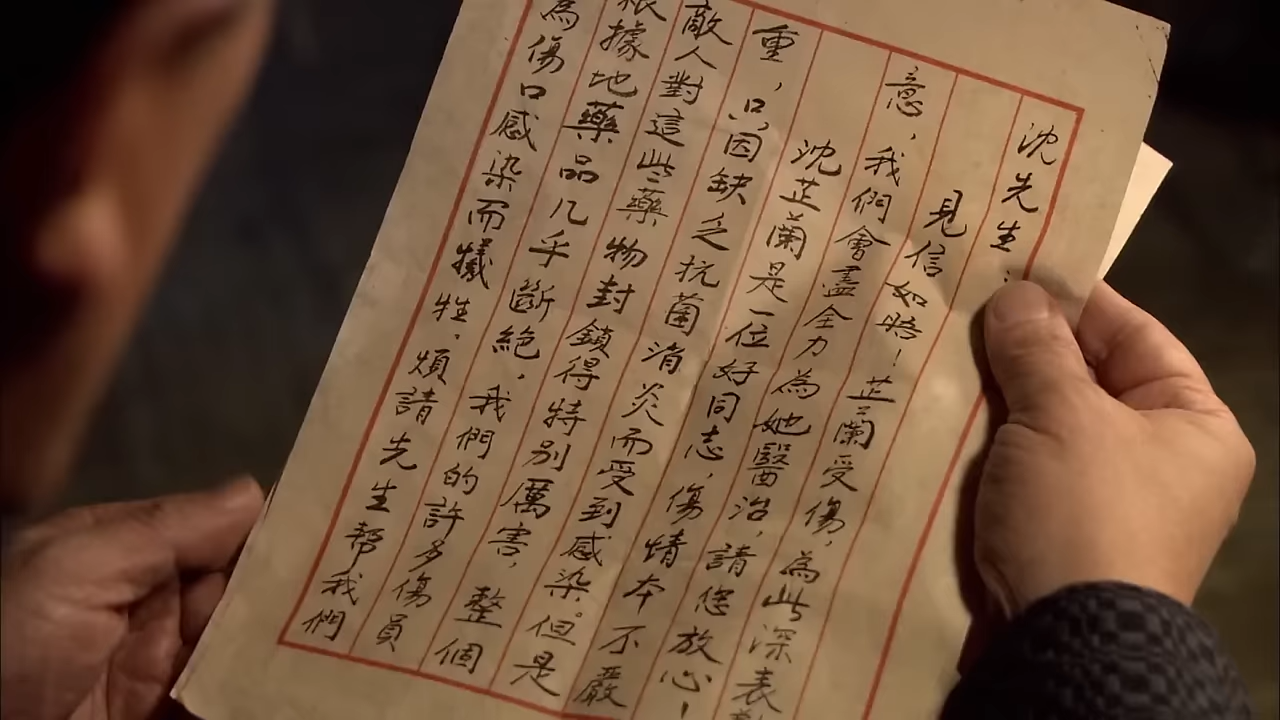 沈先生：
見信如晤！芷蘭受傷，為此深表
意，我們會盡全力為她醫治，請您放心！
沈芷蘭是一位好同志，傷情本不嚴
重，只因缺乏抗菌消炎而受到感染。但是
敵人對這些藥物封鎖得特別厲害，整個
根據地藥品几乎斷絕。我們的許多傷員
為傷口感染而犧牲。煩請先生帮我們